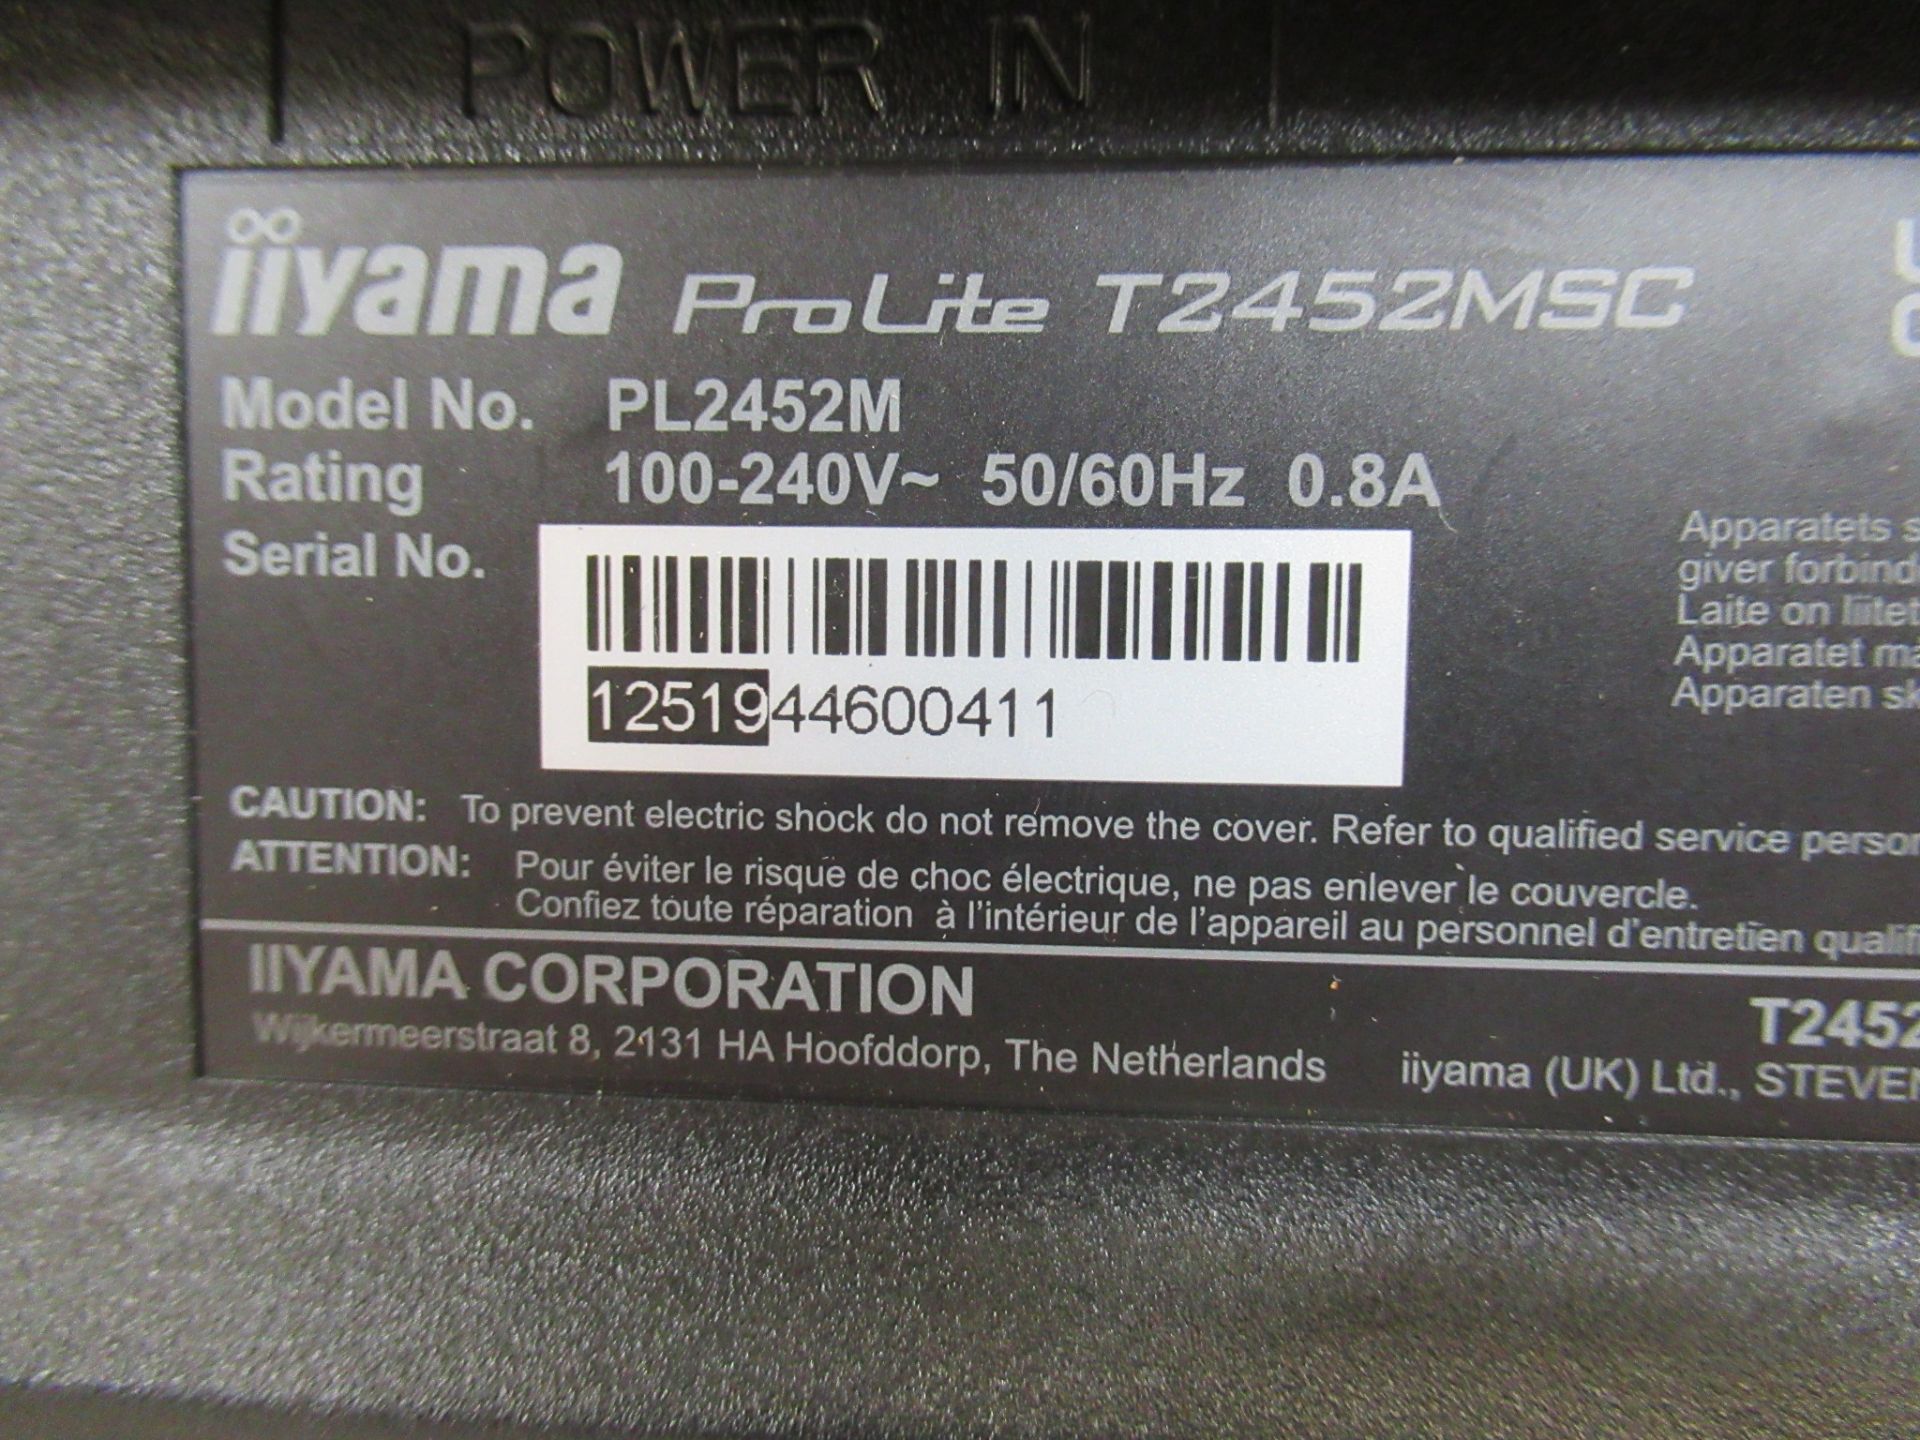 POWER IN
iiyama ProLite T2452MSC
Model No. PL2452M
Rating 100-240V~ 50/60Hz 0.8A
Serial No.
1251944600411
Apparatets s
giver forbind
Laite on liitet
Apparatet ma
Apparaten sk
CAUTION: To prevent electric shock do not remove the cover. Refer to qualified service person
ATTENTION: Pour éviter le risque de choc électrique, ne pas enlever le couvercle.
Confiez toute réparation à l'intérieur de l'appareil au personnel d'entretien qualifi
IIYAMA CORPORATION
Wijkermeerstraat 8, 2131 HA Hoofddorp, The Netherlands
T2452
iiyama (UK) Ltd., STEVEN